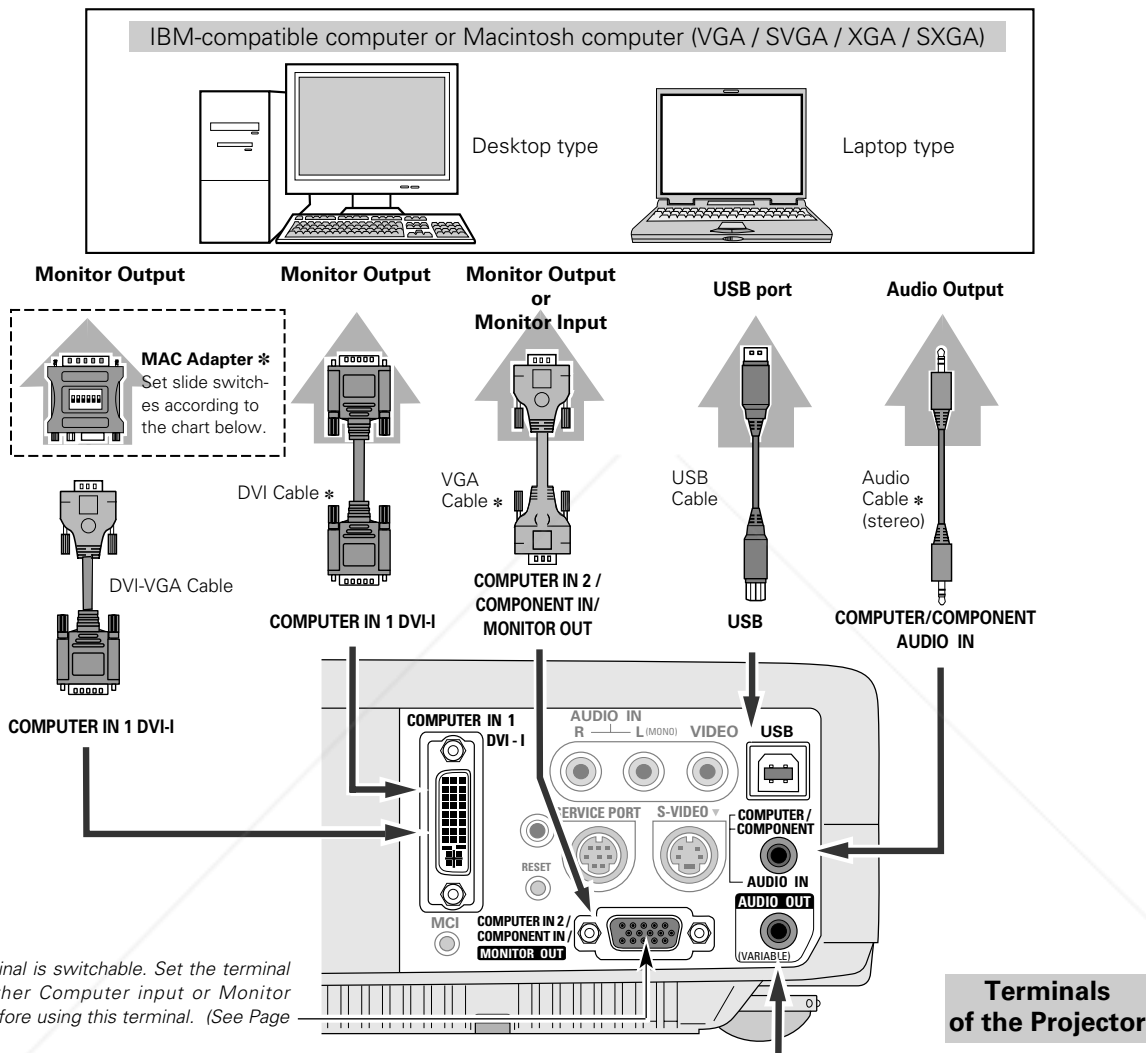 IBM-compatible computer or Macintosh computer (VGA / SVGA / XGA / SXGA)
Desktop type
Laptop type
Monitor Output
Monitor Output
Monitor Output
or
Monitor Input
USB port
Audio Output
MAC Adapter *
Set slide switch-
es according to
the chart below.
DVI Cable *
VGA
Cable *
USB
Cable
Audio
Cable *
(stereo)
DVI-VGA Cable
COMPUTER IN 1 DVI-I
COMPUTER IN 2 /
COMPONENT IN/
MONITOR OUT
USB
COMPUTER/COMPONENT
AUDIO IN
COMPUTER IN 1 DVI-I
COMPUTER IN 1
DVI - I
AUDIO IN
R
L (MONO)
VIDEO
USB
SERVICE PORT
S-VIDEO
COMPUTER /
COMPONENT
AUDIO IN
RESET
AUDIO OUT
(VARIABLE)
MCI
COMPUTER IN 2 /
COMPONENT IN /
MONITOR OUT
is switchable. Set the terminal
Computer input or Monitor
before using this terminal. (See Page
Terminals
of the Projector